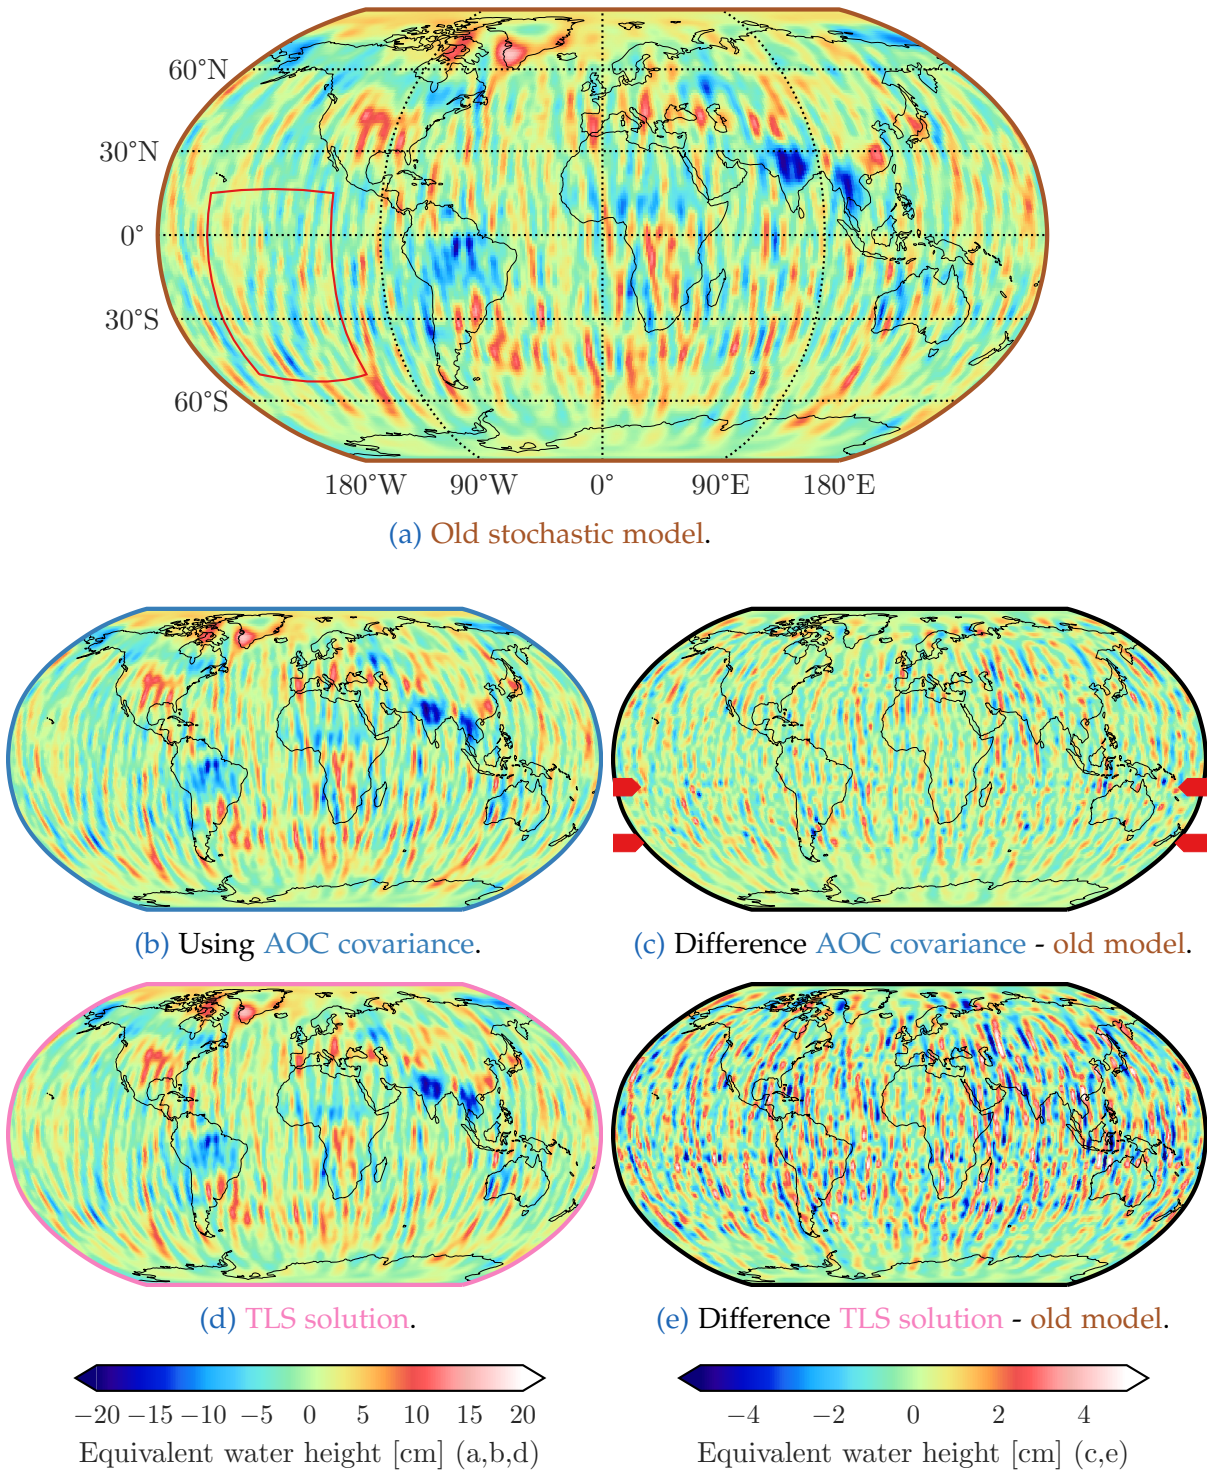 60°N
30°N
0°
30°S
60°S
180°W 90°W 0° 90°E 180°E
(a) Old stochastic model.
(b) Using AOC covariance.
(c) Difference AOC covariance - old model.
(d) TLS solution.
(e) Difference TLS solution - old model.
−20 −15 −10 −5 0 5 10 15 20
Equivalent water height [cm] (a,b,d)
−4 −2 0 2 4
Equivalent water height [cm] (c,e)